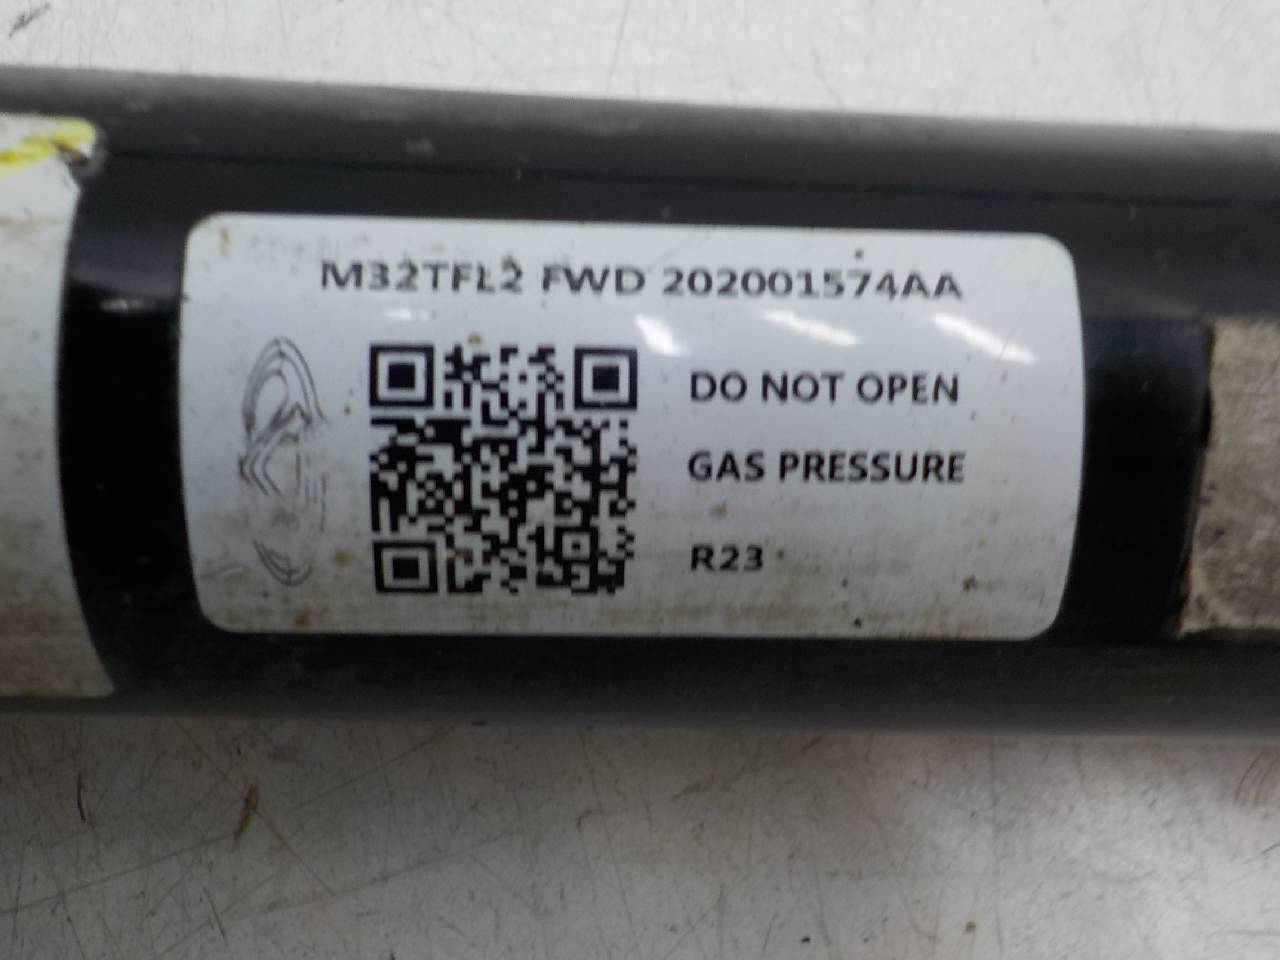 M32TFL2 FWD 202001574AA
DO NOT OPEN
GAS PRESSURE
R23